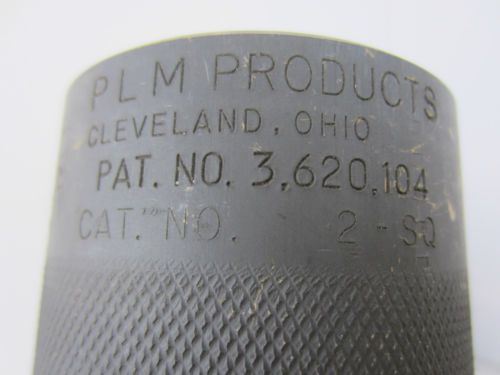 PLM PRODUCTS
CLEVELAND, OHIO
PAT. NO. 3,620,104
CAT. NO. 2-SQ